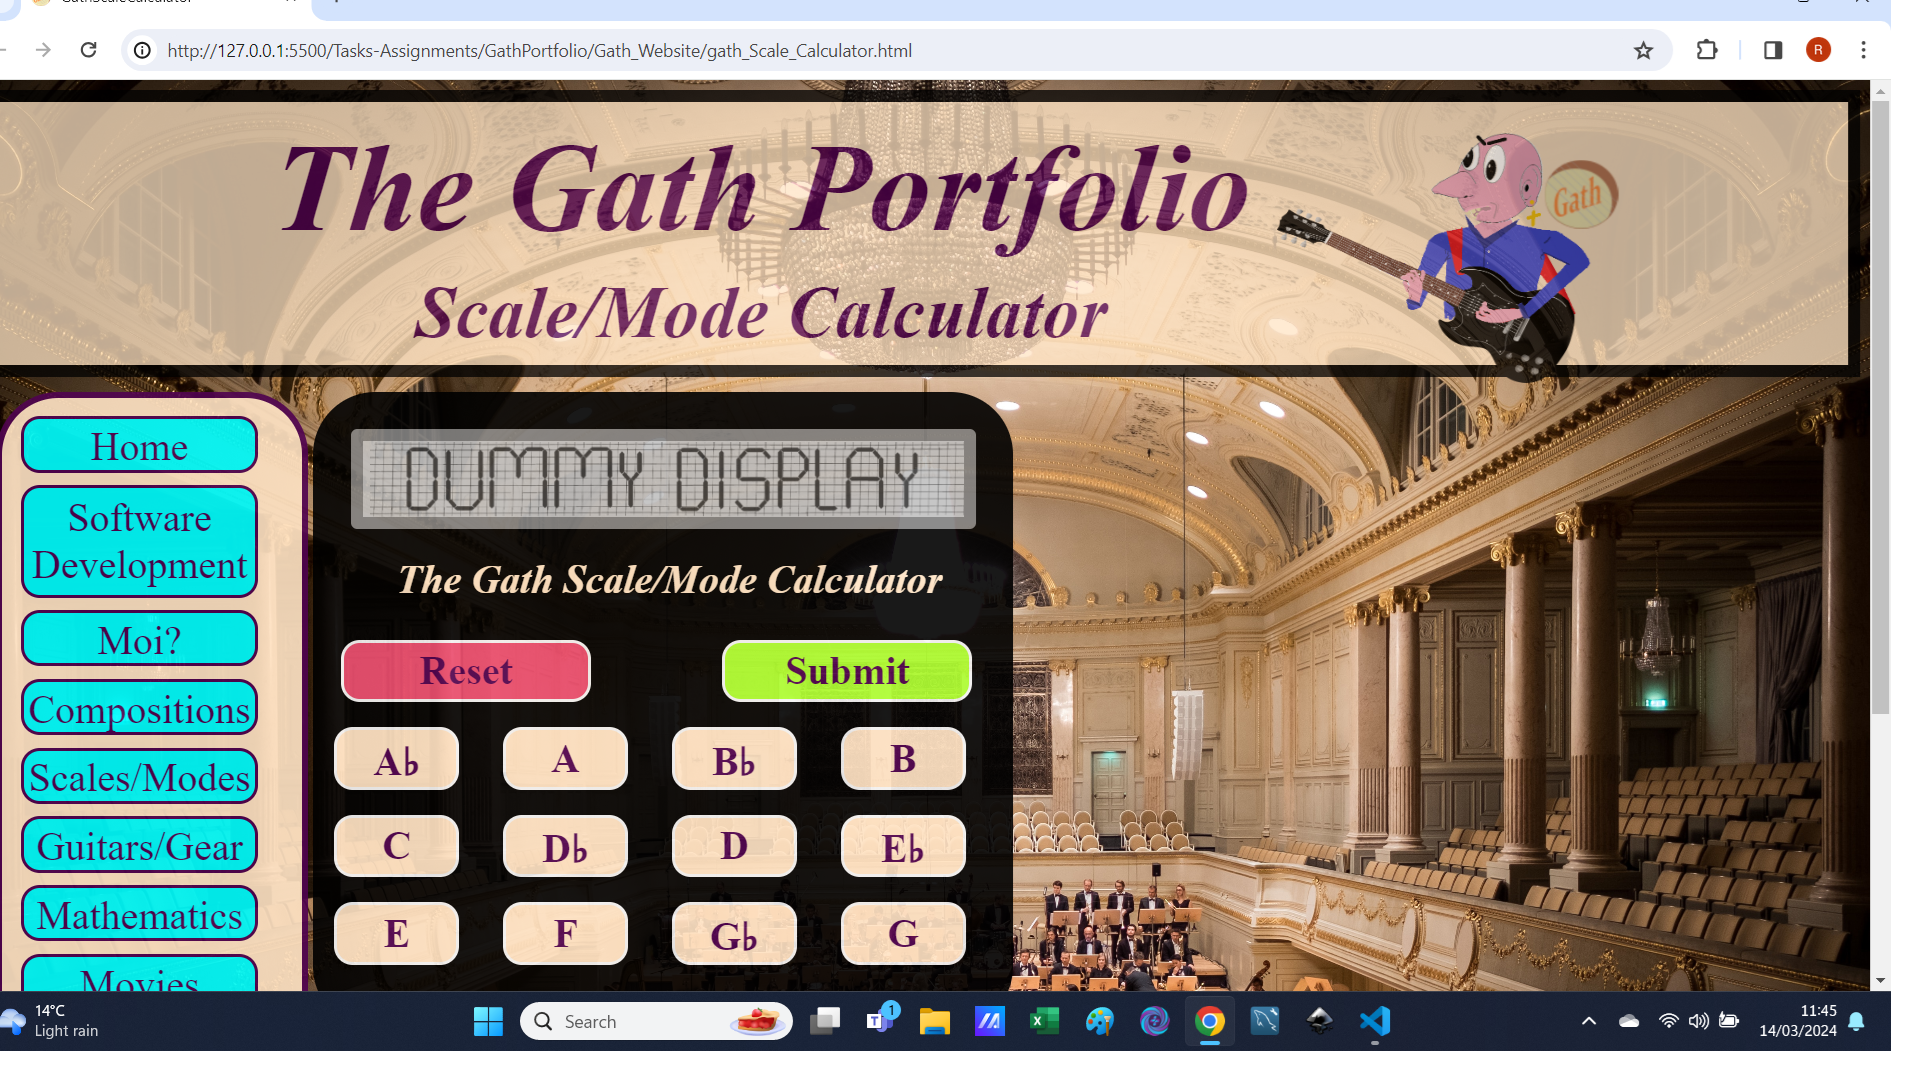 http://127.0.0.1:5500/Tasks-Assignments/GathPortfolio/Gath_Website/gath_Scale_Calculator.html
R
The Gath Portfolio
Gath
Scale/Mode Calculator
Home
Software
Development
Moi?
Compositions
Scales/Modes
Guitars/Gear
Mathematics
Movies
DUMMY DISPLAY
The Gath Scale/Mode Calculator
Reset Submit
A♭ A B♭ B
C D♭ D E♭
E F G♭ G
14°C
Light rain
Search
1
11:45
14/03/2024